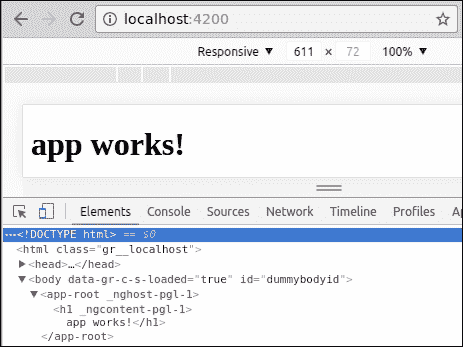 localhost:4200
Responsive ▼ 611 × 72 100% ▼
app works!
Elements Console Sources Network Timeline Profiles
···<!DOCTYPE html> == $0
<html class="gr__localhost">
▶<head>…</head>
▼<body data-gr-c-s-loaded="true" id="dummybodyid">
▼<app-root _nghost-pgl-1>
<h1 _ngcontent-pgl-1>
app works!</h1>
</app-root>